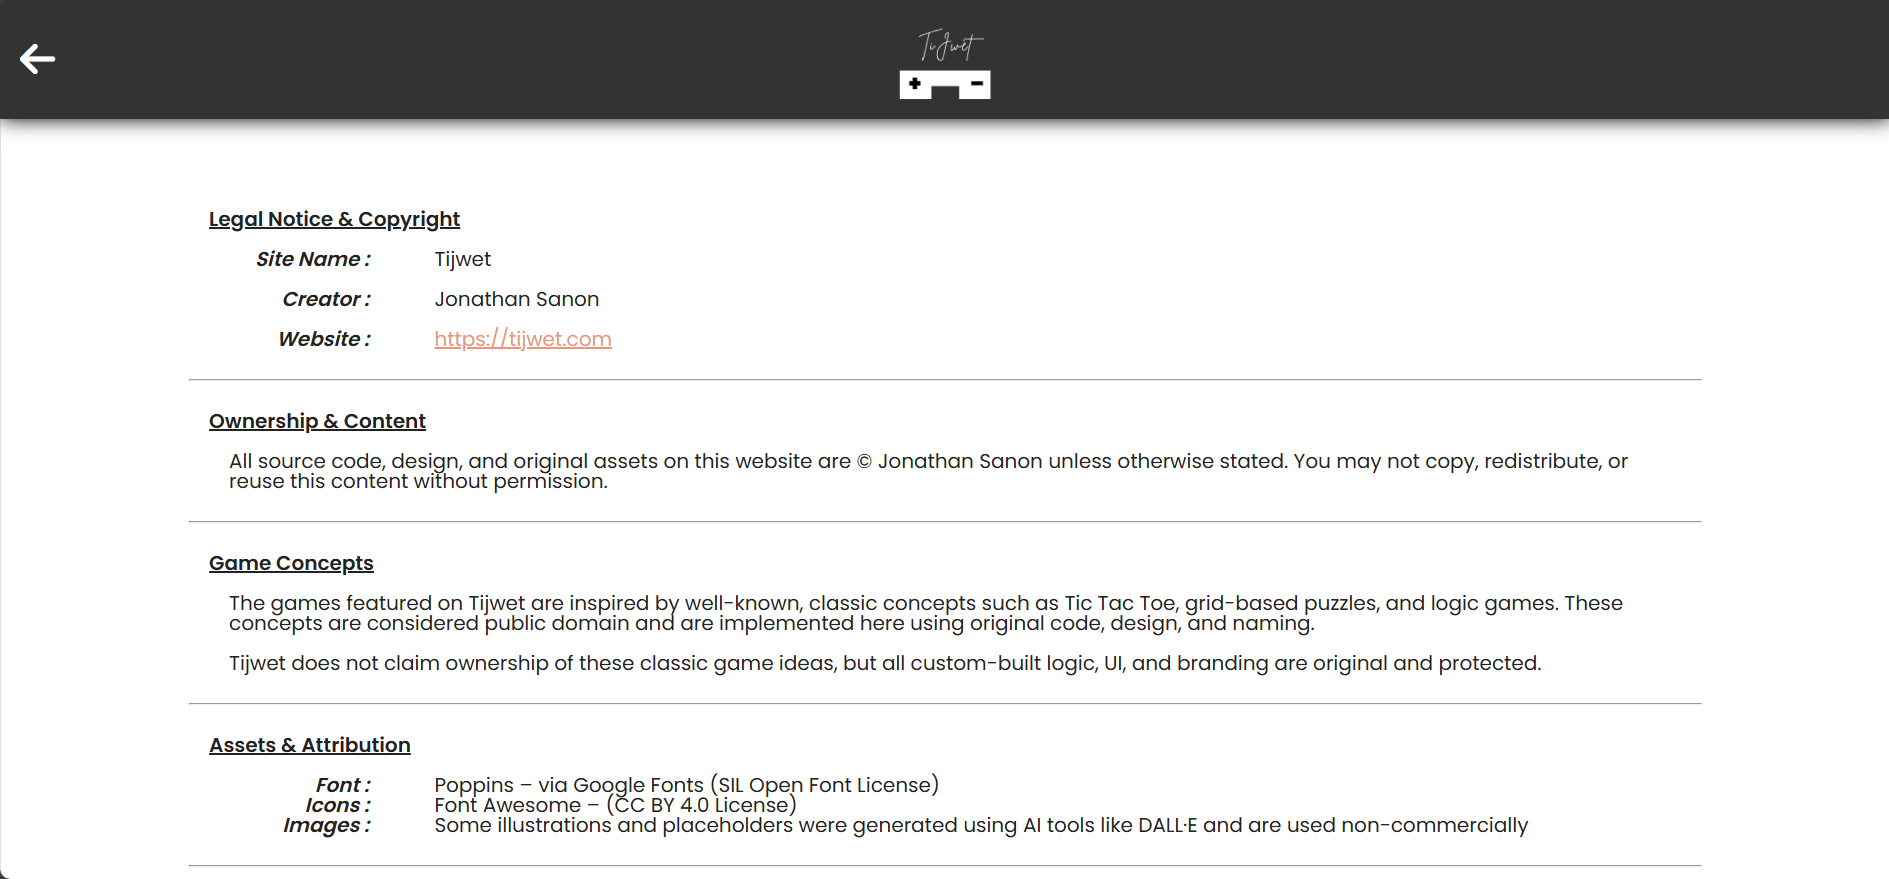 TiJwèt
Legal Notice & Copyright
Site Name : Tijwet
Creator : Jonathan Sanon
Website : https://tijwet.com
Ownership & Content
All source code, design, and original assets on this website are © Jonathan Sanon unless otherwise stated. You may not copy, redistribute, or
reuse this content without permission.
Game Concepts
The games featured on Tijwet are inspired by well-known, classic concepts such as Tic Tac Toe, grid-based puzzles, and logic games. These
concepts are considered public domain and are implemented here using original code, design, and naming.
Tijwet does not claim ownership of these classic game ideas, but all custom-built logic, UI, and branding are original and protected.
Assets & Attribution
Font : Poppins – via Google Fonts (SIL Open Font License)
Icons : Font Awesome – (CC BY 4.0 License)
Images : Some illustrations and placeholders were generated using AI tools like DALL·E and are used non-commercially